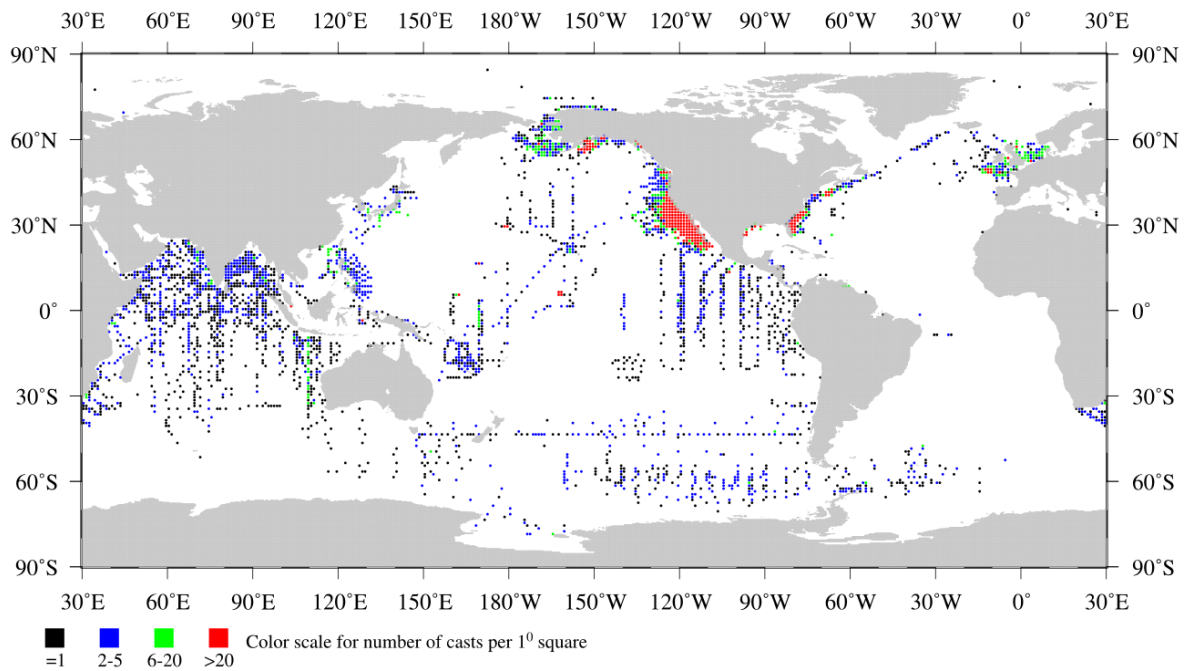 30˚E 60˚E 90˚E 120˚E 150˚E 180˚W 150˚W 120˚W 90˚W 60˚W 30˚W 0˚ 30˚E
90˚N 90˚N
60˚N 60˚N
30˚N 30˚N
0˚ 0˚
30˚S 30˚S
60˚S 60˚S
90˚S 90˚S
30˚E 60˚E 90˚E 120˚E 150˚E 180˚W 150˚W 120˚W 90˚W 60˚W 30˚W 0˚ 30˚E
Color scale for number of casts per 1⁰ square
=1 2-5 6-20 >20